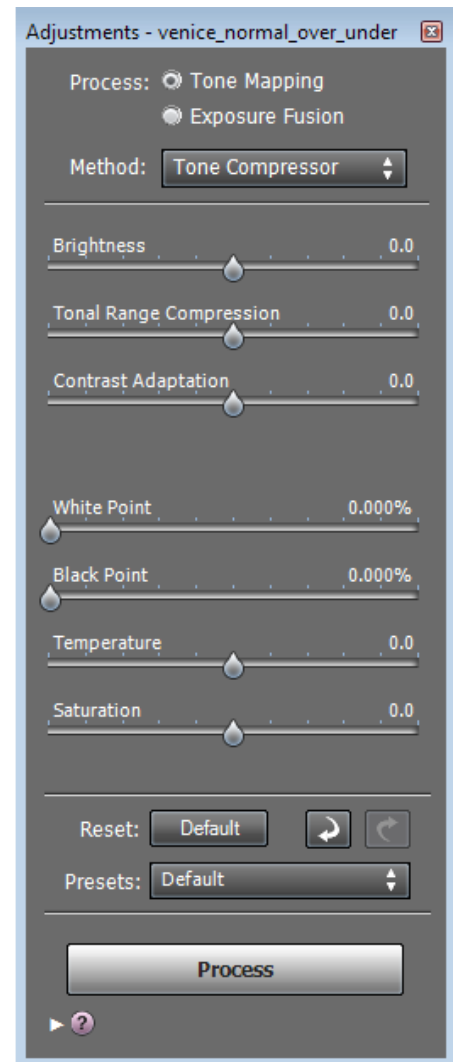 Adjustments - venice_normal_over_under
Process: Tone Mapping
Exposure Fusion
Method: Tone Compressor
Brightness 0.0
Tonal Range Compression 0.0
Contrast Adaptation 0.0
White Point 0.000%
Black Point 0.000%
Temperature 0.0
Saturation 0.0
Reset: Default
Presets: Default
Process
?